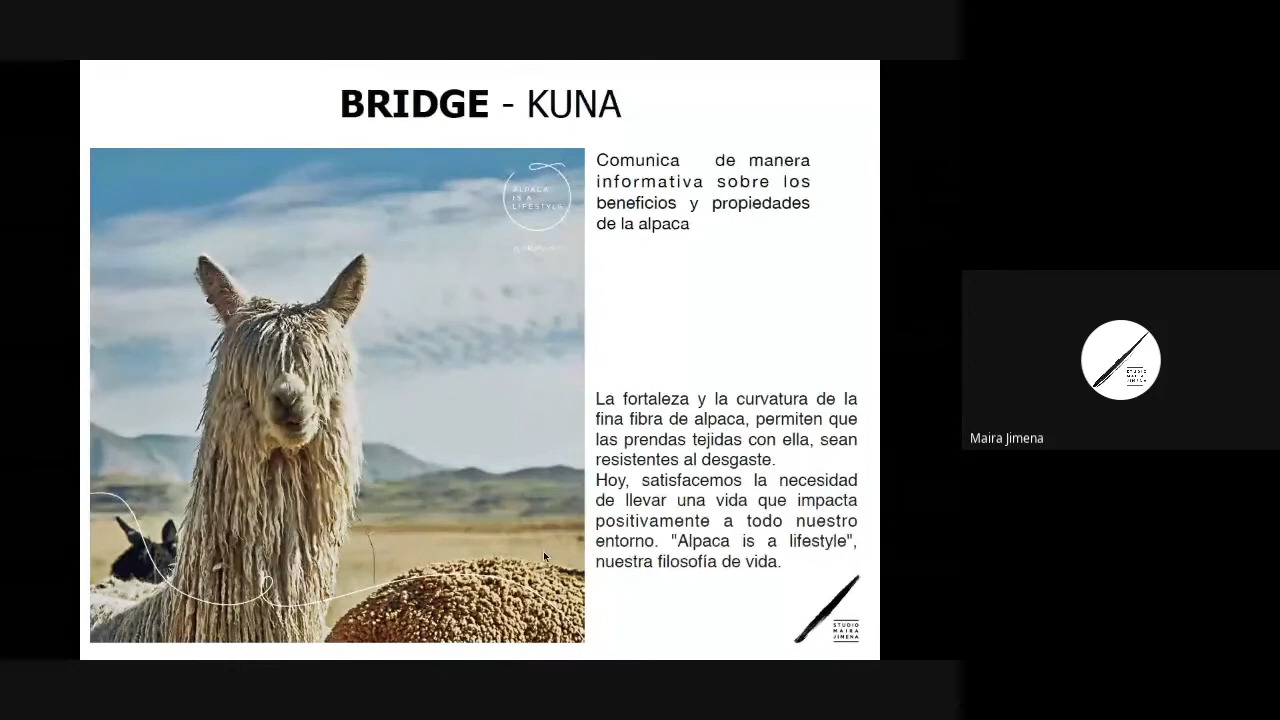 BRIDGE - KUNA
ALPACA
IS A
LIFESTYLE
Comunica de manera
informativa sobre los
beneficios y propiedades
de la alpaca
La fortaleza y la curvatura de la
fina fibra de alpaca, permiten que
las prendas tejidas con ella, sean
resistentes al desgaste.
Hoy, satisfacemos la necesidad
de llevar una vida que impacta
positivamente a todo nuestro
entorno. "Alpaca is a lifestyle",
nuestra filosofía de vida.
STUDIO
MAIRA
JIMENA
STUDIO
MAIRA
JIMENA
Maira Jimena